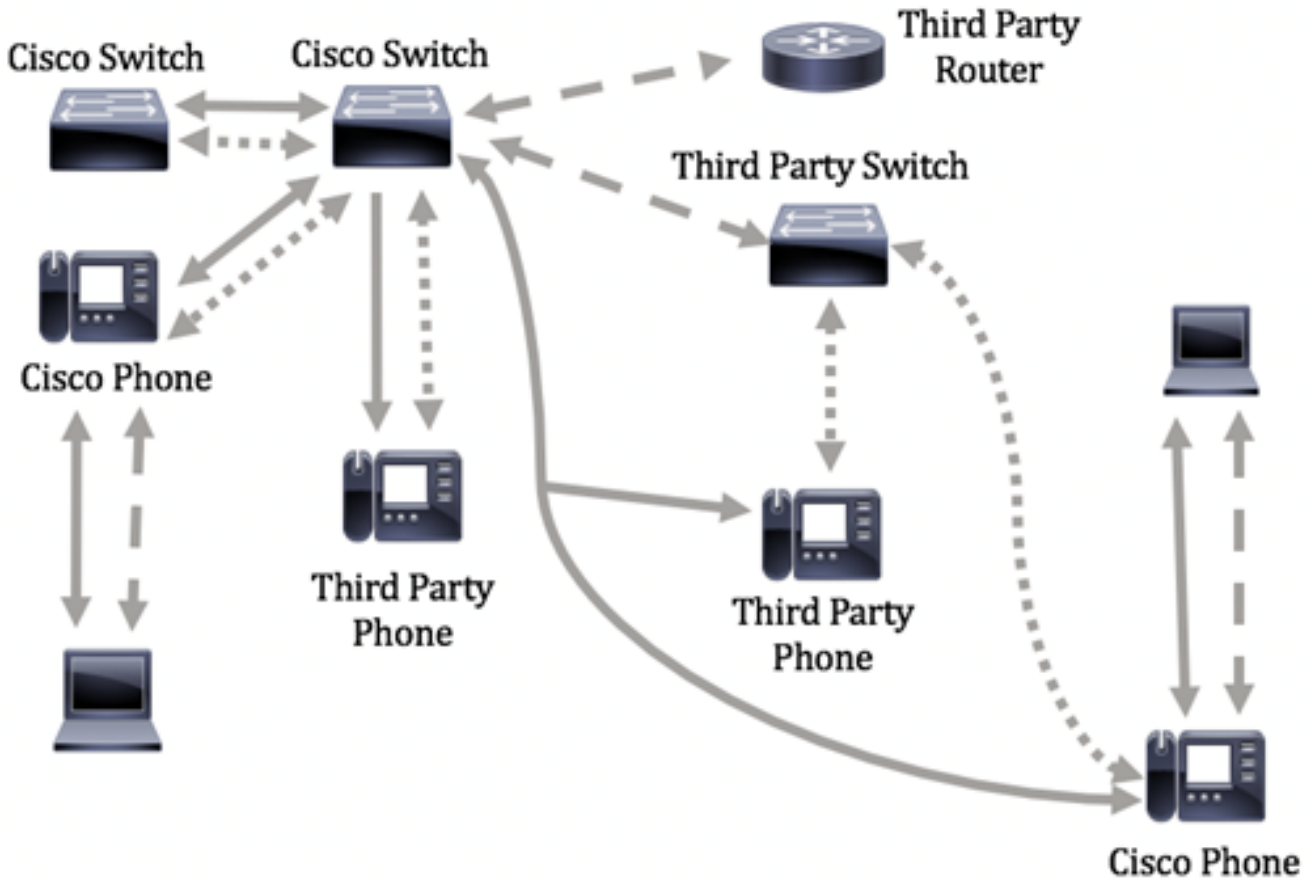 Cisco Switch
Cisco Switch
Third Party
Router
Third Party Switch
Cisco Phone
Third Party
Phone
Third Party
Phone
Cisco Phone